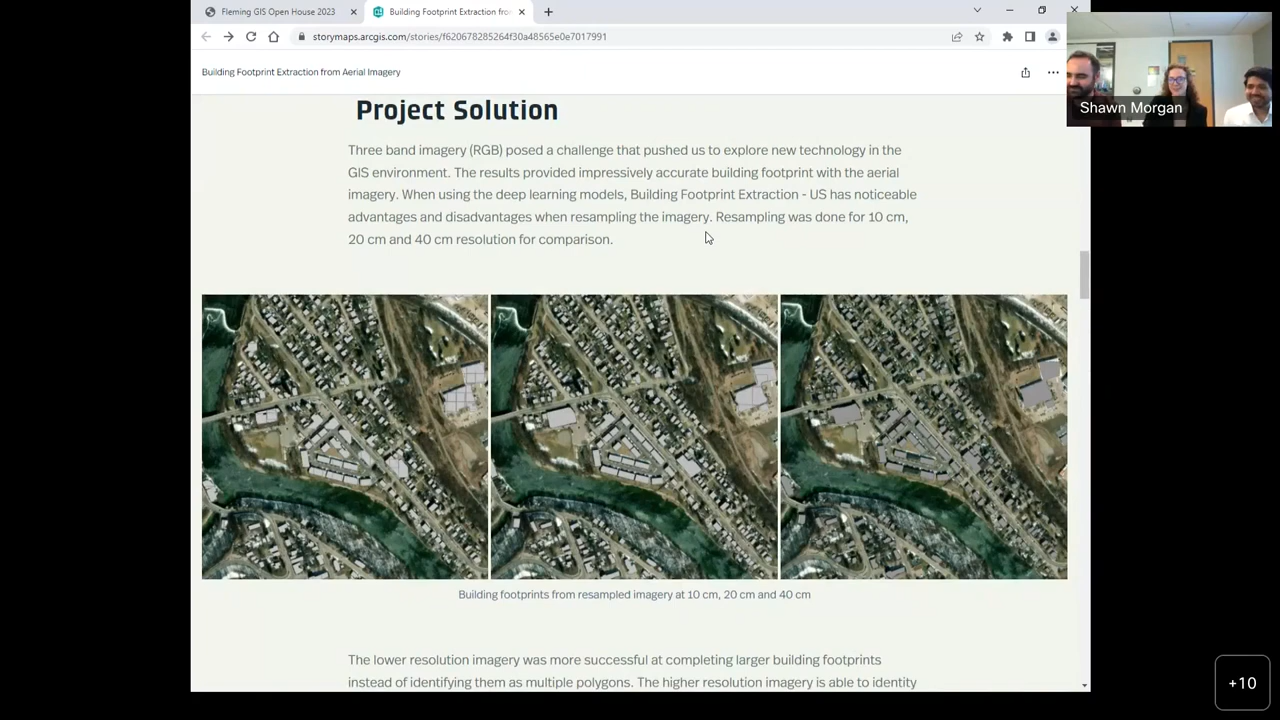 Fleming GIS Open House 2023
Building Footprint Extraction fro
storymaps.arcgis.com/stories/f620678285264f30a48565e0e7017991
Building Footprint Extraction from Aerial Imagery
Shawn Morgan
Project Solution
Three band imagery (RGB) posed a challenge that pushed us to explore new technology in the
GIS environment. The results provided impressively accurate building footprint with the aerial
imagery. When using the deep learning models, Building Footprint Extraction - US has noticeable
advantages and disadvantages when resampling the imagery. Resampling was done for 10 cm,
20 cm and 40 cm resolution for comparison.
Building footprints from resampled imagery at 10 cm, 20 cm and 40 cm
The lower resolution imagery was more successful at completing larger building footprints
instead of identifying them as multiple polygons. The higher resolution imagery is able to identity
+10